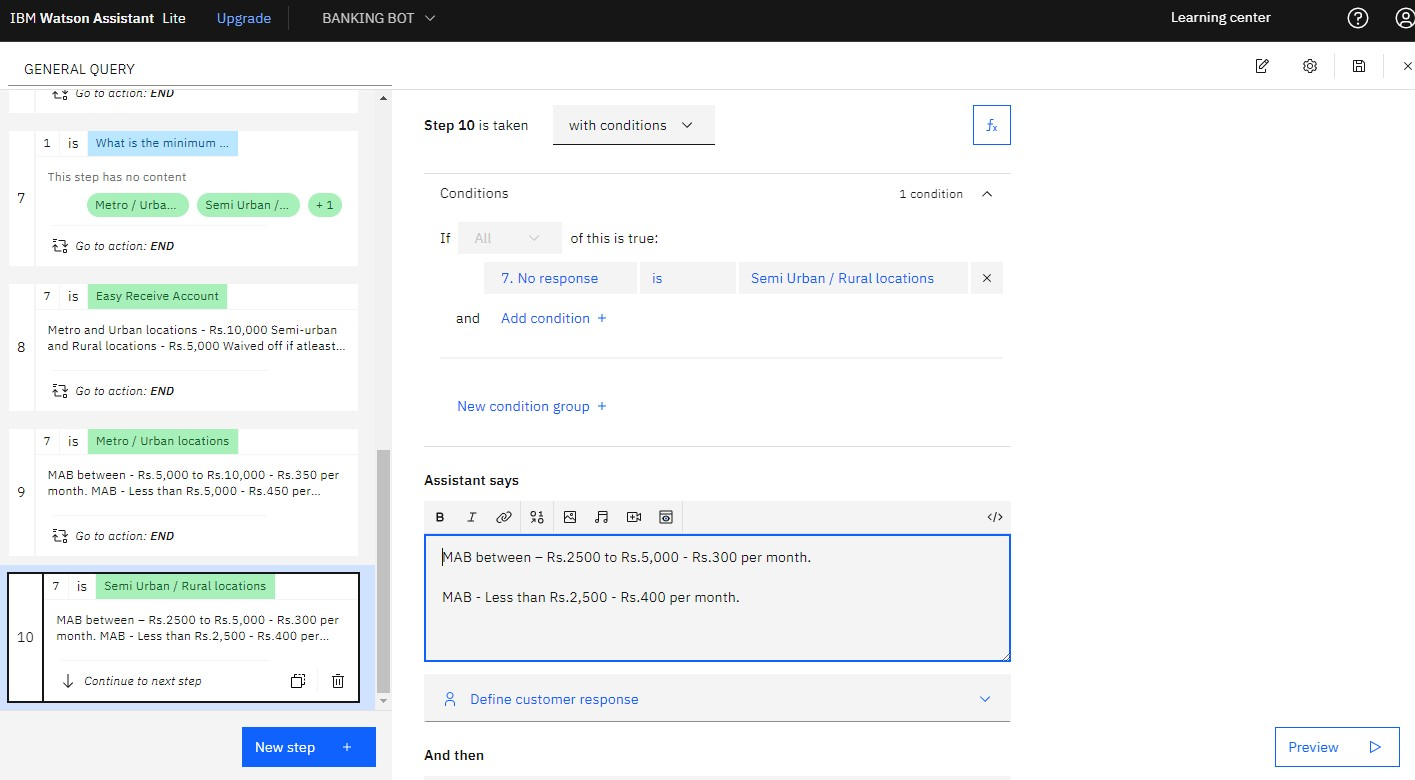 IBM Watson Assistant Lite Upgrade BANKING BOT Learning center
GENERAL QUERY
Go to action: END
1 is What is the minimum ...
This step has no content
7
Metro / Urba... Semi Urban /... + 1
Go to action: END
7 is Easy Receive Account
8
Metro and Urban locations - Rs.10,000 Semi-urban
and Rural locations - Rs.5,000 Waived off if atleast...
Go to action: END
7 is Metro / Urban locations
9
MAB between - Rs.5,000 to Rs.10,000 - Rs.350 per
month. MAB - Less than Rs.5,000 - Rs.450 per...
Go to action: END
7 is Semi Urban / Rural locations
10
MAB between – Rs.2500 to Rs.5,000 - Rs.300 per
month. MAB - Less than Rs.2,500 - Rs.400 per...
Continue to next step
New step +
Step 10 is taken with conditions fx
Conditions 1 condition
If All of this is true:
7. No response is Semi Urban / Rural locations
and Add condition +
New condition group +
Assistant says
B I </>
MAB between – Rs.2500 to Rs.5,000 - Rs.300 per month.
MAB - Less than Rs.2,500 - Rs.400 per month.
Define customer response
And then
Preview